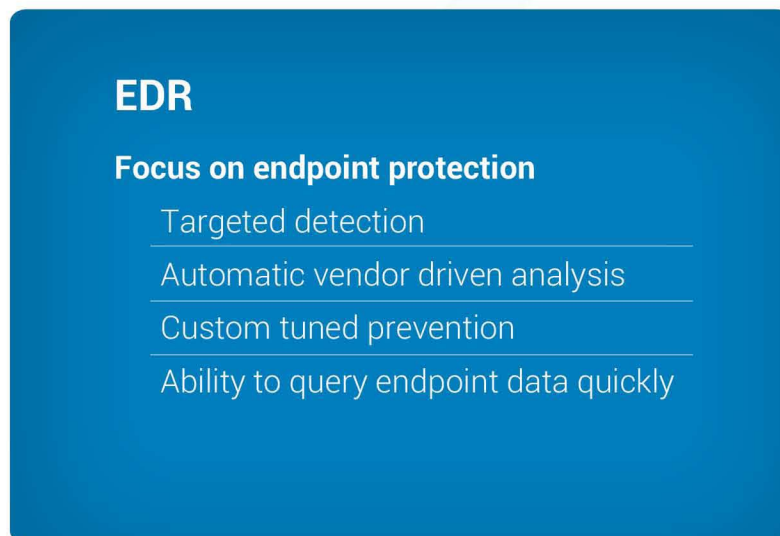 EDR
Focus on endpoint protection
Targeted detection
Automatic vendor driven analysis
Custom tuned prevention
Ability to query endpoint data quickly